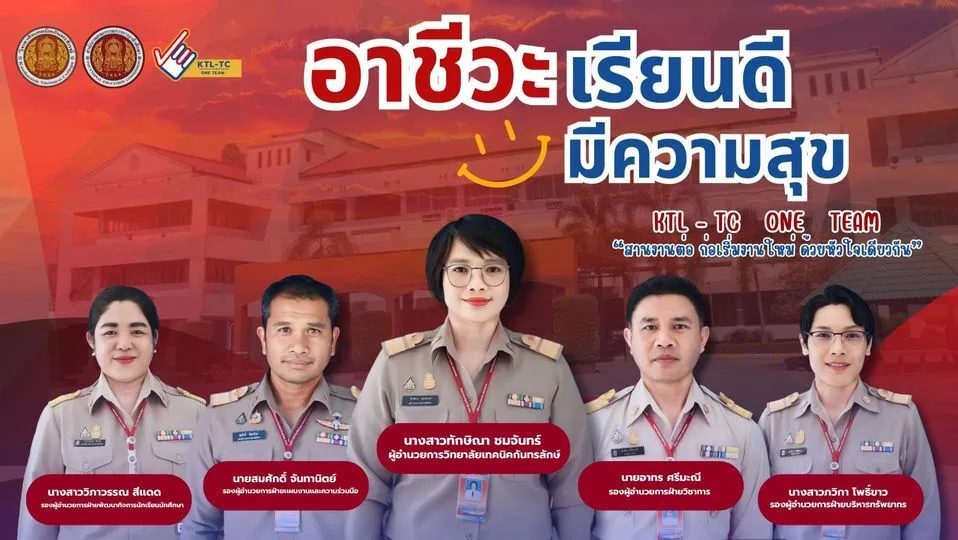 KTL-TC
ONE TEAM
อาชีวะ เรียนดี
มีความสุข
KTL - TC ONE TEAM
“สานงานต่อ ก่อเริ่มงานใหม่ ด้วยหัวใจเดียวกัน”
นางสาวทักษิณา ชมจันทร์
ผู้อำนวยการวิทยาลัยเทคนิคกันทรลักษ์
นางสาววิภาวรรณ สีแดด
รองผู้อำนวยการฝ่ายพัฒนากิจการนักเรียนนักศึกษา
นายสมศักดิ์ จันทานิตย์
รองผู้อำนวยการฝ่ายแผนงานและความร่วมมือ
นายอาทร ศรีมะณี
รองผู้อำนวยการฝ่ายวิชาการ
นางสาวภวิกา โพธิ์ขาว
รองผู้อำนวยการฝ่ายบริหารทรัพยากร